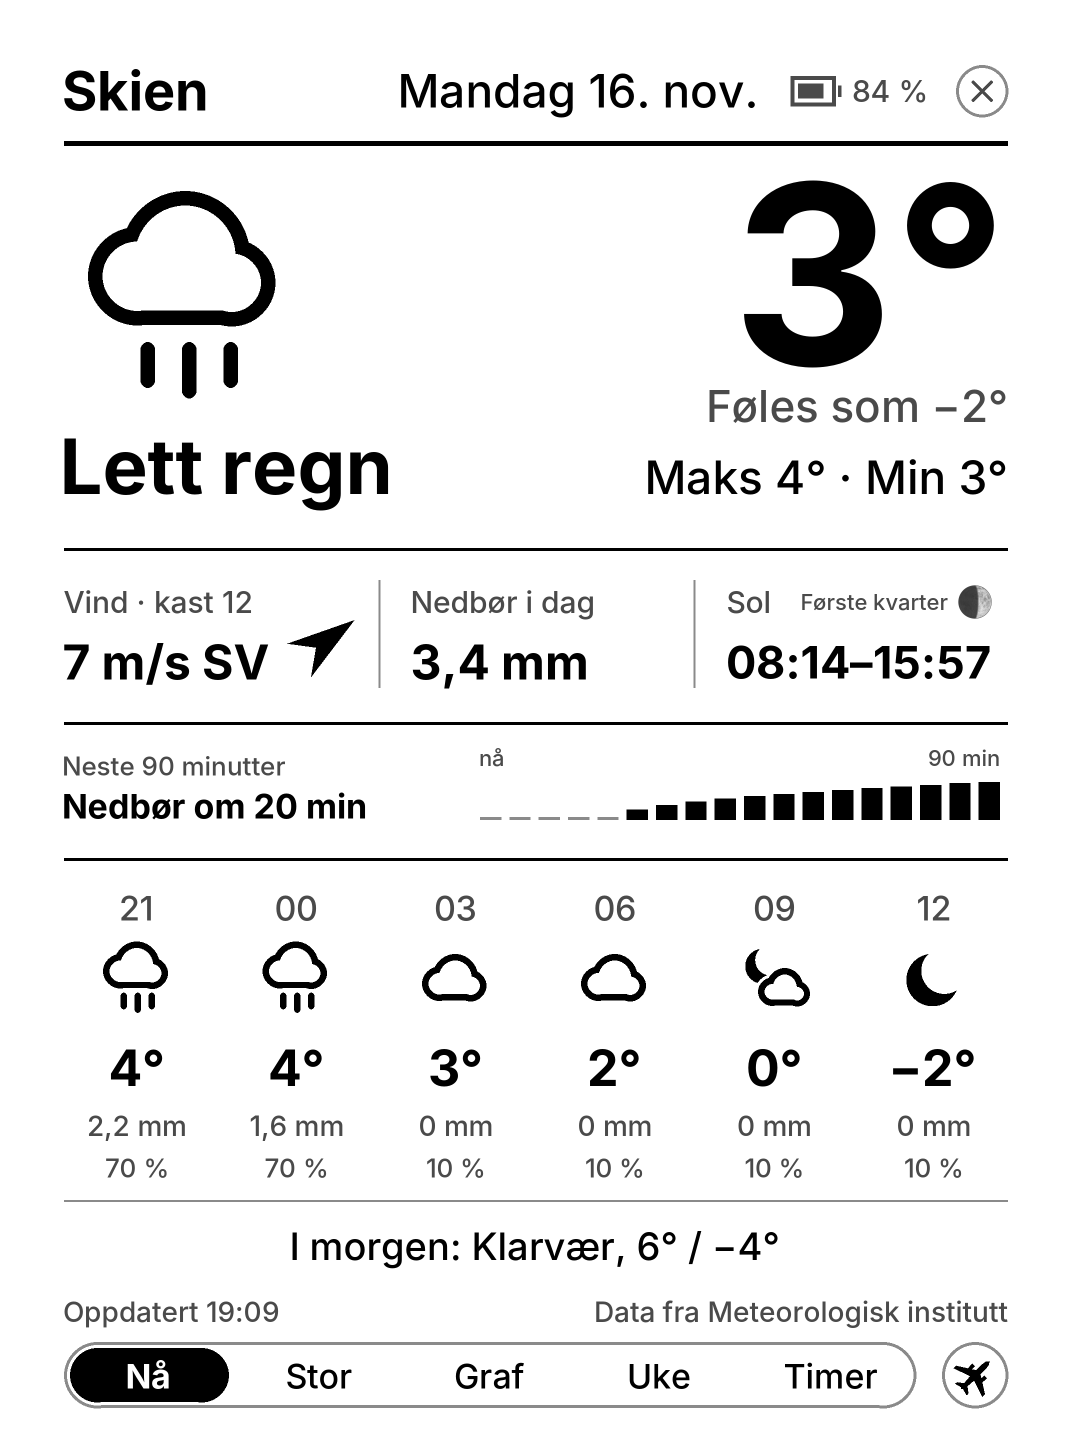 Skien Mandag 16. nov. 84 %
3°
Føles som −2°
Lett regn
Maks 4° · Min 3°
Vind · kast 12
7 m/s SV
Nedbør i dag
3,4 mm
Sol Første kvarter
08:14–15:57
Neste 90 minutter
Nedbør om 20 min
nå 90 min
21 00 03 06 09 12
4° 4° 3° 2° 0° −2°
2,2 mm 1,6 mm 0 mm 0 mm 0 mm 0 mm
70 % 70 % 10 % 10 % 10 % 10 %
I morgen: Klarvær, 6° / −4°
Oppdatert 19:09 Data fra Meteorologisk institutt
Nå Stor Graf Uke Timer